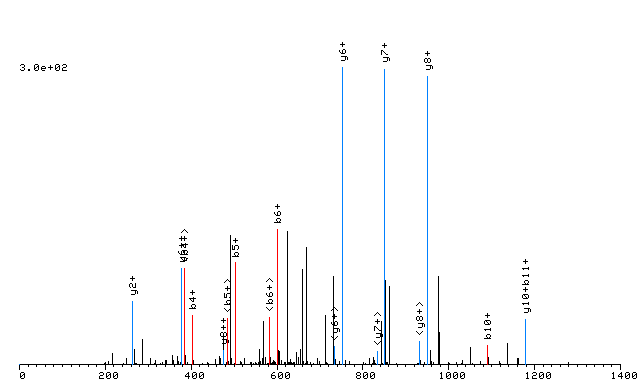 y6+
y7+
y8+
3.0e+02
b6+
b5+
y2+
<b5+>
<b6+>
b4+
y8++
<y6+>
<y7+>
<y8+>
b10+
y10+b11+
0 200 400 600 800 1000 1200 1400